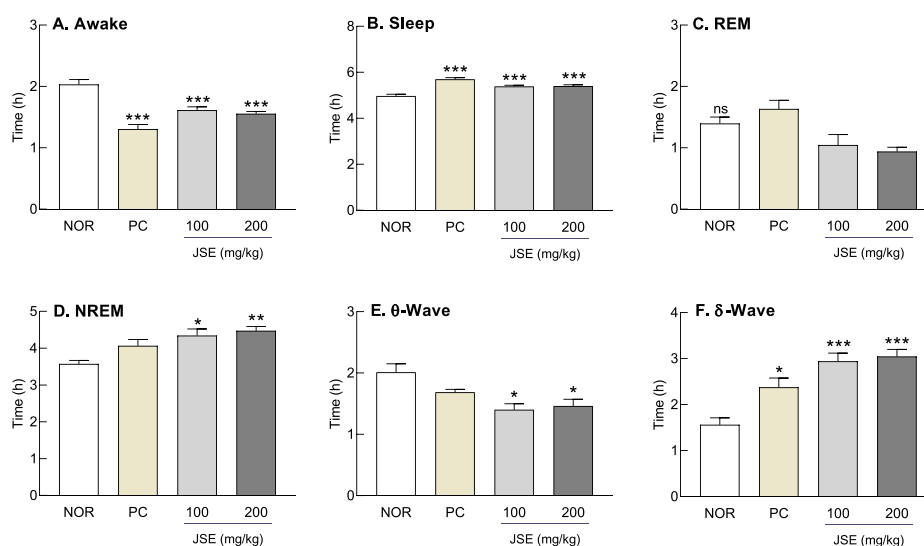 A. Awake
3
2
1
0
Time (h)
***
***
***
NOR PC 100 200
JSE (mg/kg)
B. Sleep
8
6
4
2
0
Time (h)
***
***
***
NOR PC 100 200
JSE (mg/kg)
C. REM
3
2
1
0
Time (h)
ns
NOR PC 100 200
JSE (mg/kg)
D. NREM
5
4
3
2
1
0
Time (h)
*
**
NOR PC 100 200
JSE (mg/kg)
E. θ-Wave
3
2
1
0
Time (h)
*
*
NOR PC 100 200
JSE (mg/kg)
F. δ-Wave
4
3
2
1
0
Time (h)
*
***
***
NOR PC 100 200
JSE (mg/kg)